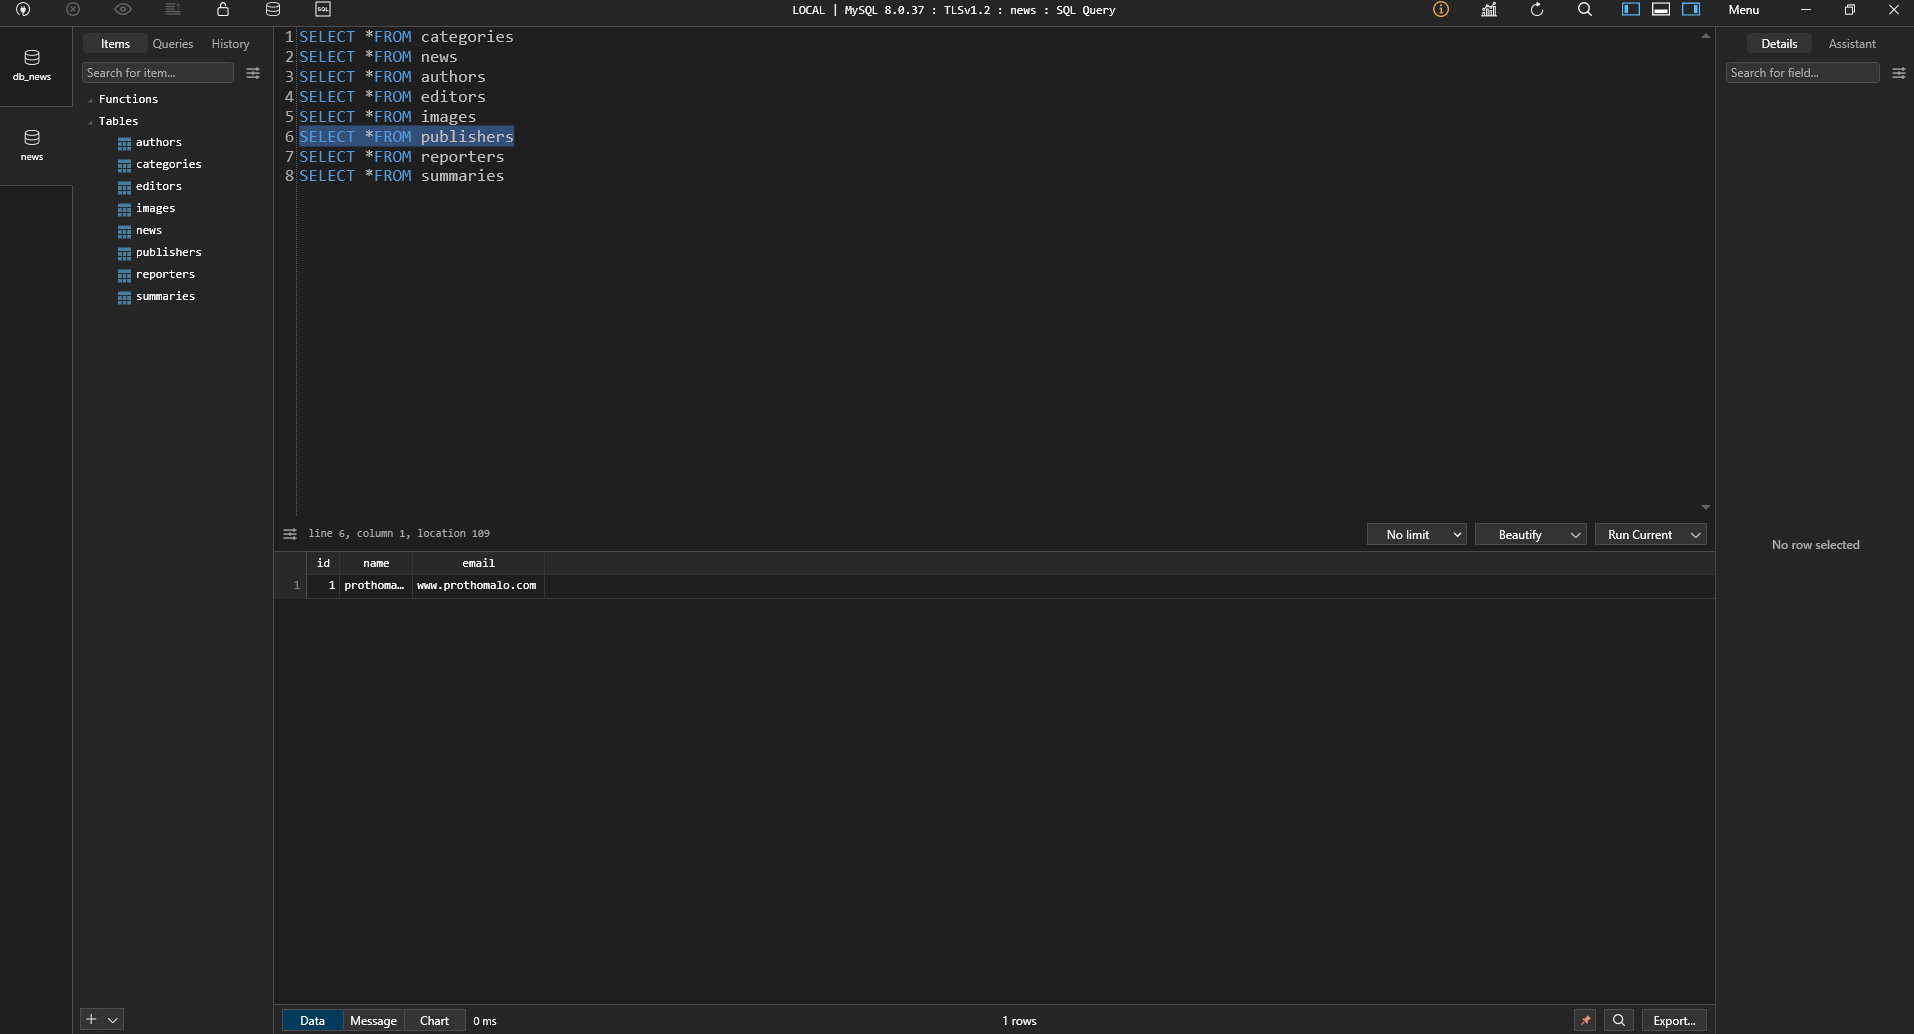 LOCAL | MySQL 8.0.37 : TLSv1.2 : news : SQL Query
Menu
db_news
news
Items Queries History
Search for item...
Functions
Tables
authors
categories
editors
images
news
publishers
reporters
summaries
1 SELECT *FROM categories
2 SELECT *FROM news
3 SELECT *FROM authors
4 SELECT *FROM editors
5 SELECT *FROM images
6 SELECT *FROM publishers
7 SELECT *FROM reporters
8 SELECT *FROM summaries
line 6, column 1, location 109
No limit Beautify Run Current
id name email
1 1 prothoma... www.prothomalo.com
Data Message Chart 0 ms
1 rows
Export...
Details Assistant
Search for field...
No row selected
SQL